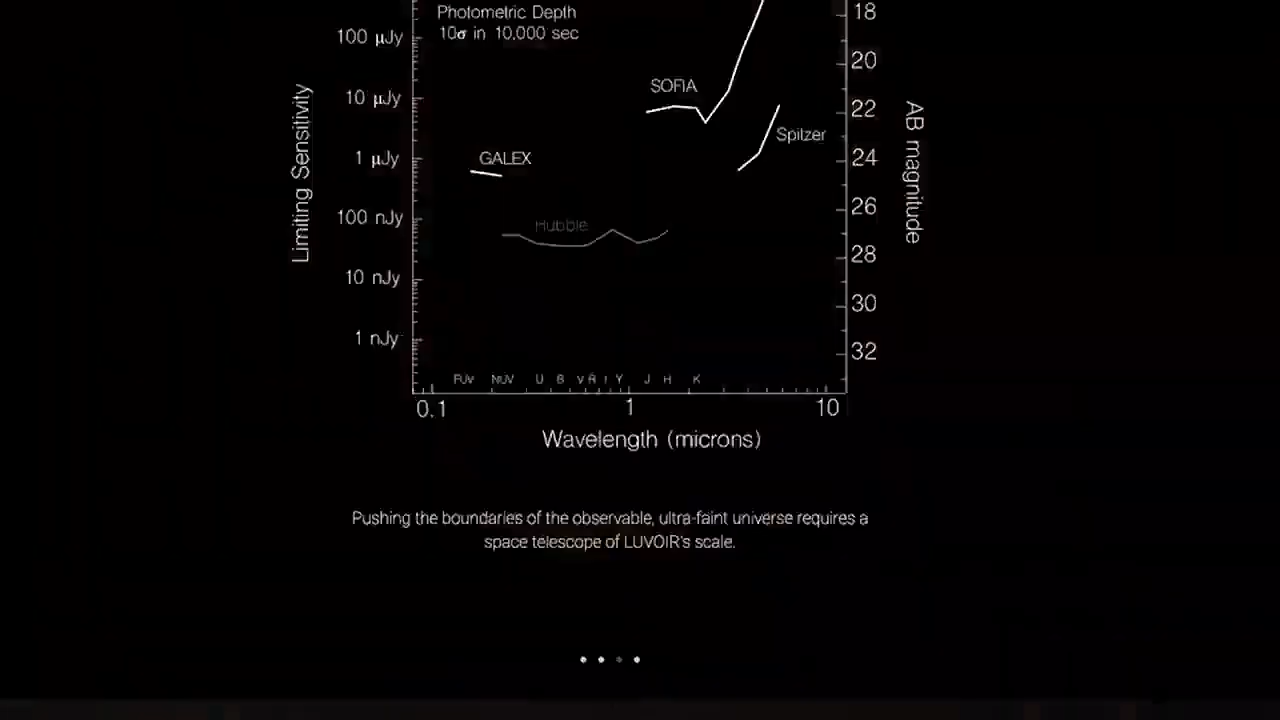 Photometric Depth
10σ in 10,000 sec
100 μJy
10 μJy
1 μJy
100 nJy
10 nJy
1 nJy
Limiting Sensitivity
18
20
22
24
26
28
30
32
AB magnitude
SOFIA
Spitzer
GALEX
Hubble
FUV NUV U B V R I Y J H K
0.1 1 10
Wavelength (microns)
Pushing the boundaries of the observable, ultra-faint universe requires a
space telescope of LUVOIR's scale.